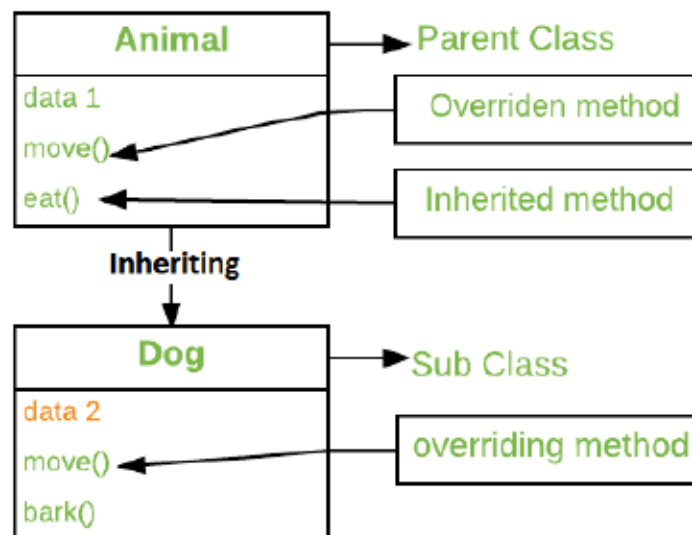 Animal
Parent Class
data 1
Overriden method
move()
eat()
Inherited method
Inheriting
Dog
Sub Class
data 2
move()
overriding method
bark()